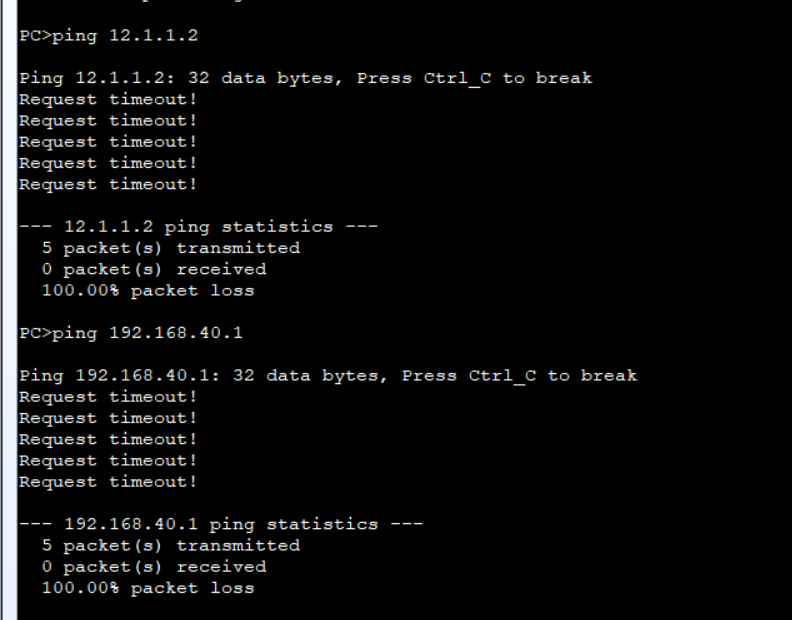 PC>ping 12.1.1.2
Ping 12.1.1.2: 32 data bytes, Press Ctrl_C to break
Request timeout!
Request timeout!
Request timeout!
Request timeout!
Request timeout!
--- 12.1.1.2 ping statistics ---
5 packet(s) transmitted
0 packet(s) received
100.00% packet loss
PC>ping 192.168.40.1
Ping 192.168.40.1: 32 data bytes, Press Ctrl_C to break
Request timeout!
Request timeout!
Request timeout!
Request timeout!
Request timeout!
--- 192.168.40.1 ping statistics ---
5 packet(s) transmitted
0 packet(s) received
100.00% packet loss